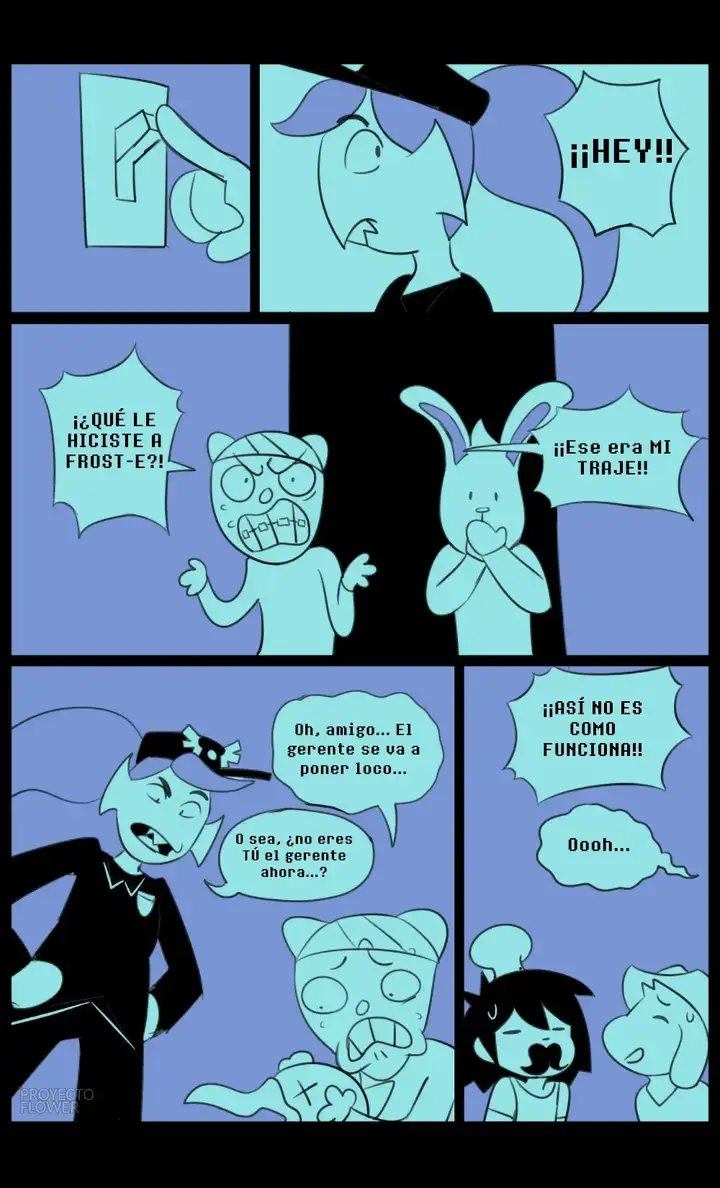 ¡¡HEY!!
¡¿QUÉ LE
HICISTE A
FROST-E?!
¡¡Ese era MI
TRAJE!!
Oh, amigo... El
gerente se va a
poner loco...
O sea, ¿no eres
TÚ el gerente
ahora...?
¡¡ASÍ NO ES
COMO
FUNCIONA!!
Oooh...
PROYECTO
FLOWER